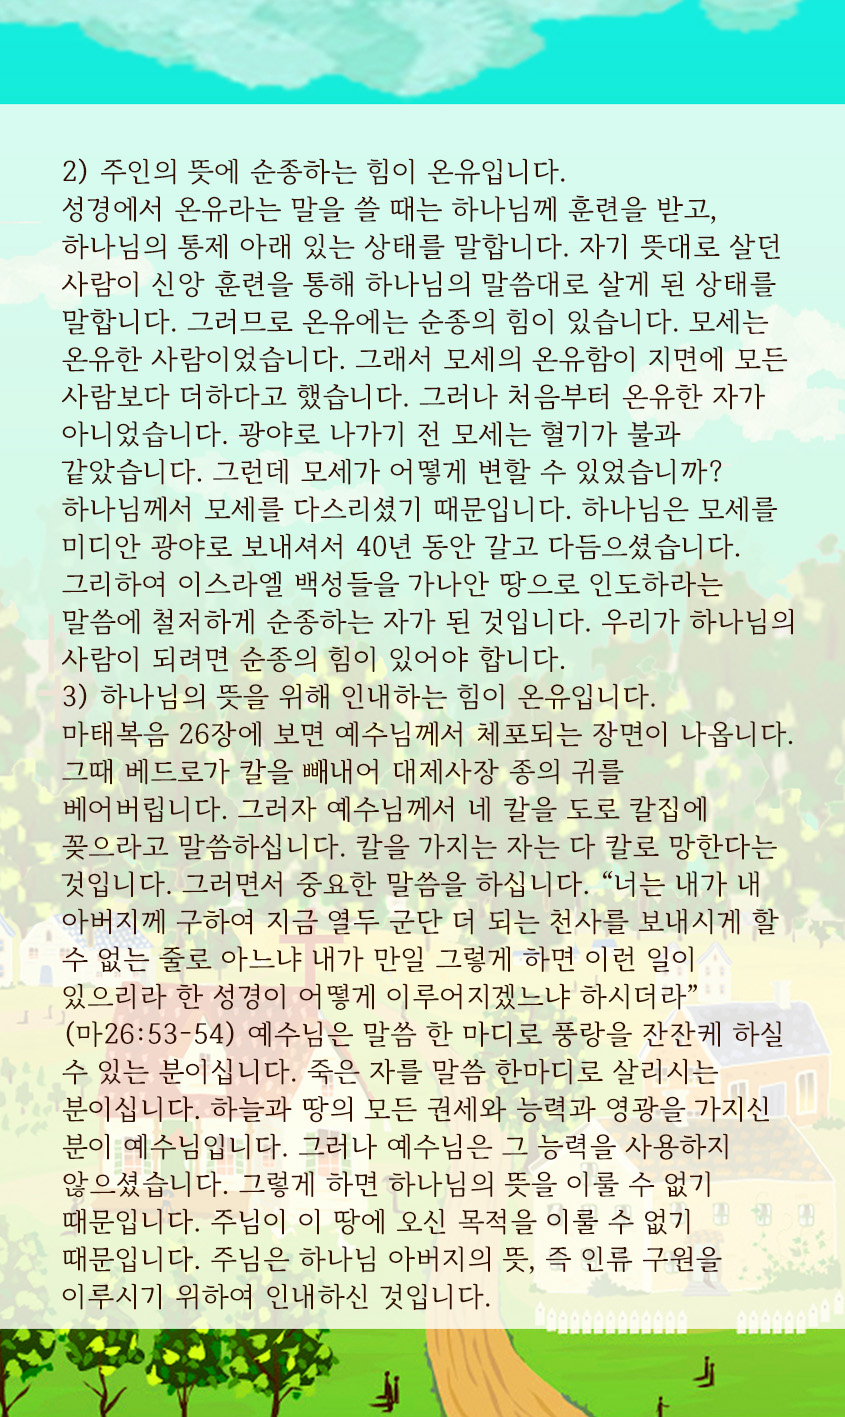 2) 주인의 뜻에 순종하는 힘이 온유입니다.
성경에서 온유라는 말을 쓸 때는 하나님께 훈련을 받고,
하나님의 통제 아래 있는 상태를 말합니다. 자기 뜻대로 살던
사람이 신앙 훈련을 통해 하나님의 말씀대로 살게 된 상태를
말합니다. 그러므로 온유에는 순종의 힘이 있습니다. 모세는
온유한 사람이었습니다. 그래서 모세의 온유함이 지면에 모든
사람보다 더하다고 했습니다. 그러나 처음부터 온유한 자가
아니었습니다. 광야로 나가기 전 모세는 혈기가 불과
같았습니다. 그런데 모세가 어떻게 변할 수 있었습니까?
하나님께서 모세를 다스리셨기 때문입니다. 하나님은 모세를
미디안 광야로 보내셔서 40년 동안 갈고 다듬으셨습니다.
그리하여 이스라엘 백성들을 가나안 땅으로 인도하라는
말씀에 철저하게 순종하는 자가 된 것입니다. 우리가 하나님의
사람이 되려면 순종의 힘이 있어야 합니다.
3) 하나님의 뜻을 위해 인내하는 힘이 온유입니다.
마태복음 26장에 보면 예수님께서 체포되는 장면이 나옵니다.
그때 베드로가 칼을 빼내어 대제사장 종의 귀를
베어버립니다. 그러자 예수님께서 네 칼을 도로 칼집에
꽂으라고 말씀하십니다. 칼을 가지는 자는 다 칼로 망한다는
것입니다. 그러면서 중요한 말씀을 하십니다. “너는 내가 내
아버지께 구하여 지금 열두 군단 더 되는 천사를 보내시게 할
수 없는 줄로 아느냐 내가 만일 그렇게 하면 이런 일이
있으리라 한 성경이 어떻게 이루어지겠느냐 하시더라”
(마26:53-54) 예수님은 말씀 한 마디로 풍랑을 잔잔케 하실
수 있는 분이십니다. 죽은 자를 말씀 한마디로 살리시는
분이십니다. 하늘과 땅의 모든 권세와 능력과 영광을 가지신
분이 예수님입니다. 그러나 예수님은 그 능력을 사용하지
않으셨습니다. 그렇게 하면 하나님의 뜻을 이룰 수 없기
때문입니다. 주님이 이 땅에 오신 목적을 이룰 수 없기
때문입니다. 주님은 하나님 아버지의 뜻, 즉 인류 구원을
이루시기 위하여 인내하신 것입니다.